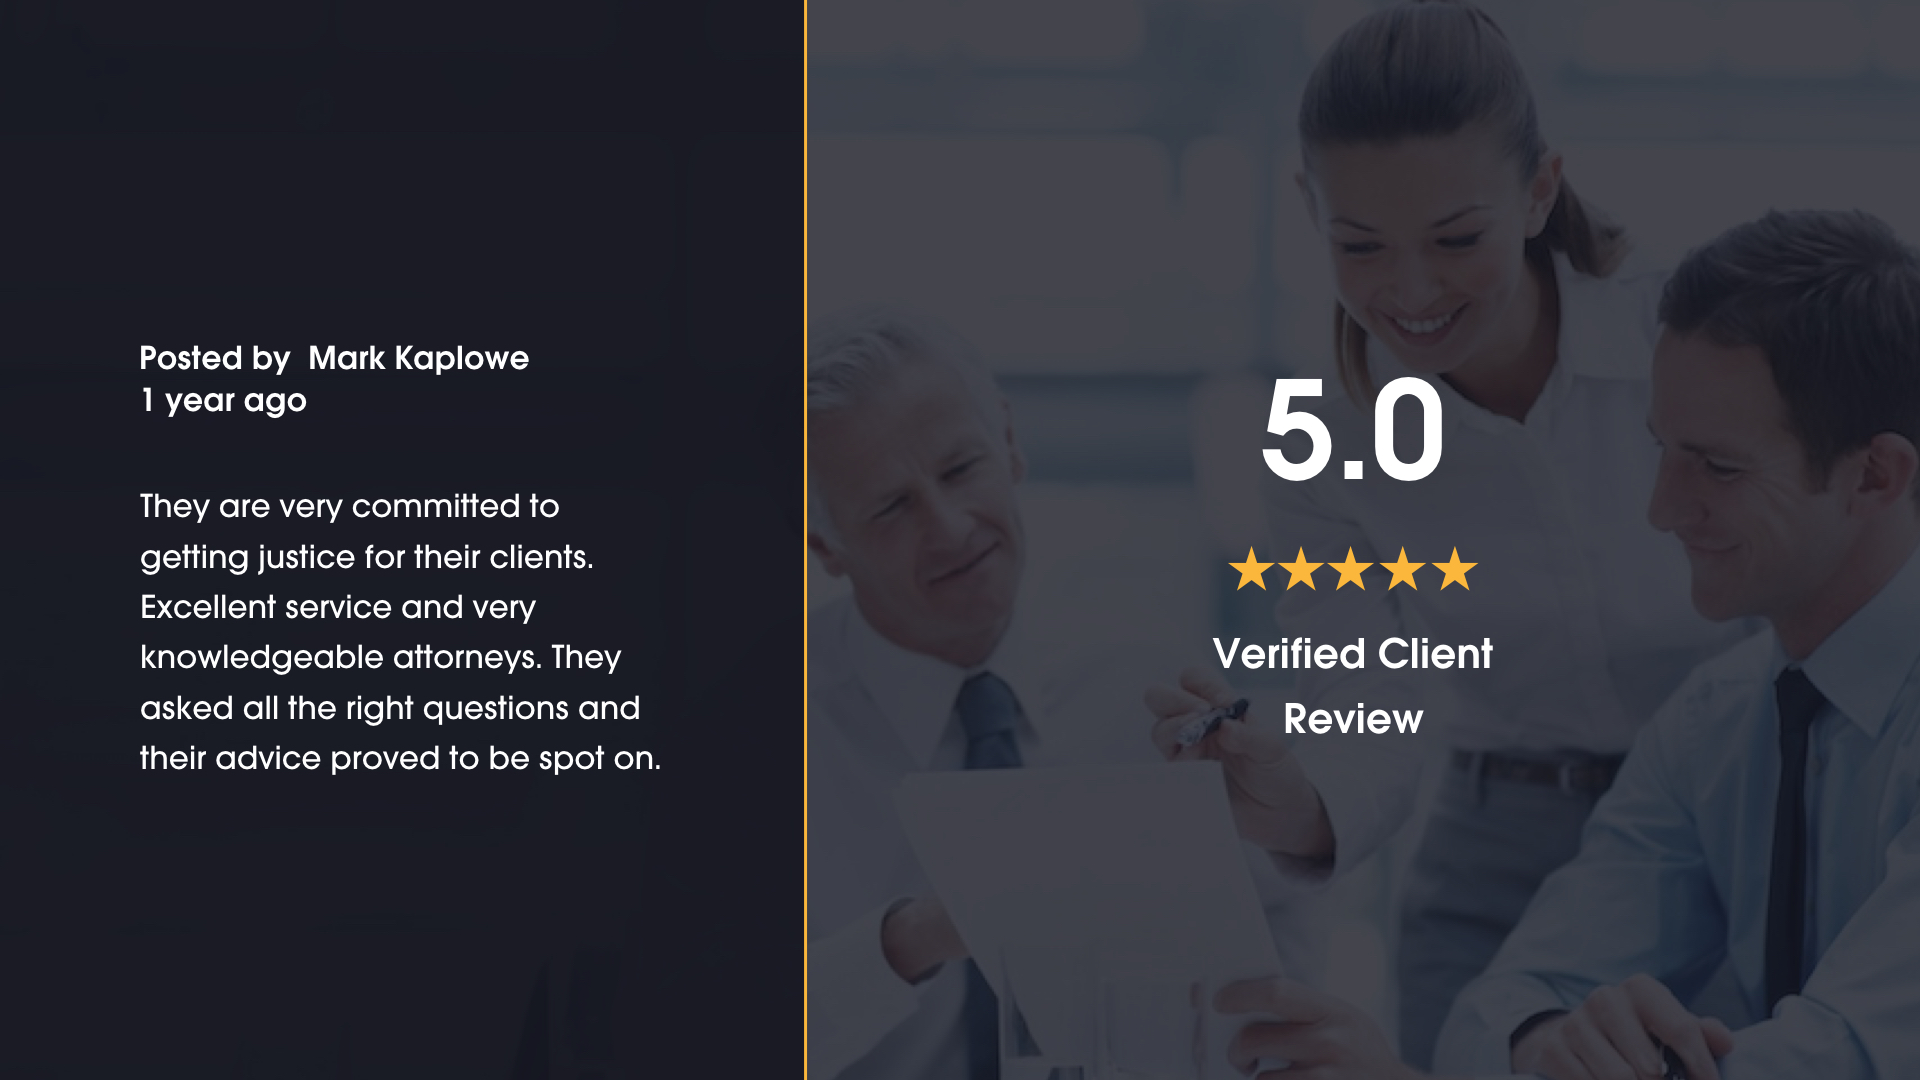 Posted by  Mark Kaplowe
1 year ago
They are very committed to
getting justice for their clients.
Excellent service and very
knowledgeable attorneys. They
asked all the right questions and
their advice proved to be spot on.
5.0
★★★★★
Verified Client
Review